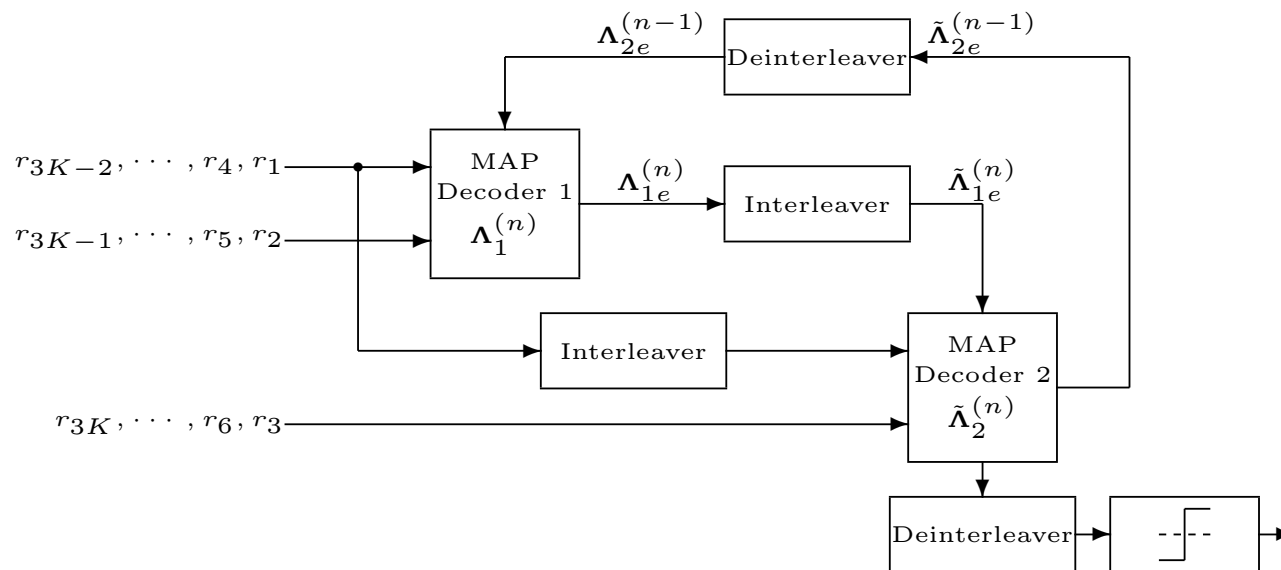 Λ_{2e}^{(n−1)}
Λ̃_{2e}^{(n−1)}
Deinterleaver
r_{3K−2}, ⋯ , r_4, r_1
MAP
Decoder 1
Λ_1^{(n)}
Λ_{1e}^{(n)}
Interleaver
Λ̃_{1e}^{(n)}
r_{3K−1}, ⋯ , r_5, r_2
Interleaver
MAP
Decoder 2
Λ̃_2^{(n)}
r_{3K}, ⋯ , r_6, r_3
Deinterleaver